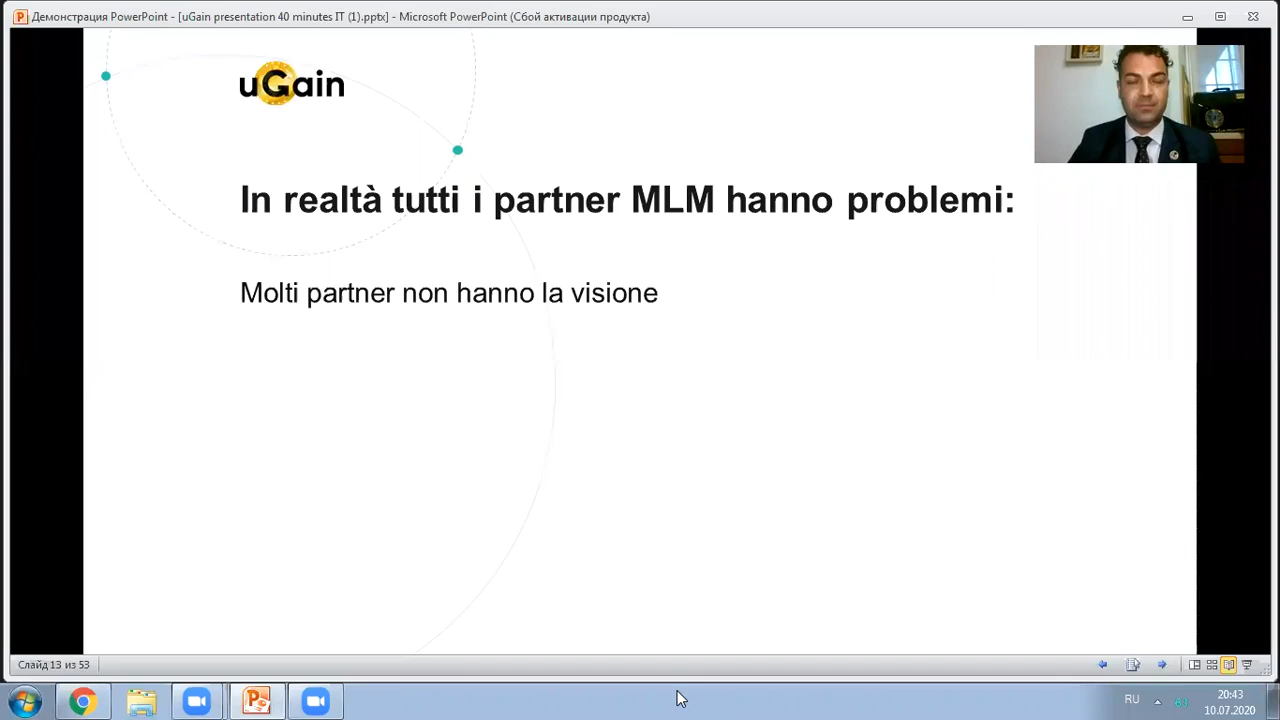 Демонстрация PowerPoint - [uGain presentation 40 minutes IT (1).pptx] - Microsoft PowerPoint (Сбой активации продукта)
uGain
In realtà tutti i partner MLM hanno problemi:
Molti partner non hanno la visione
Слайд 13 из 53
RU
20:43
10.07.2020